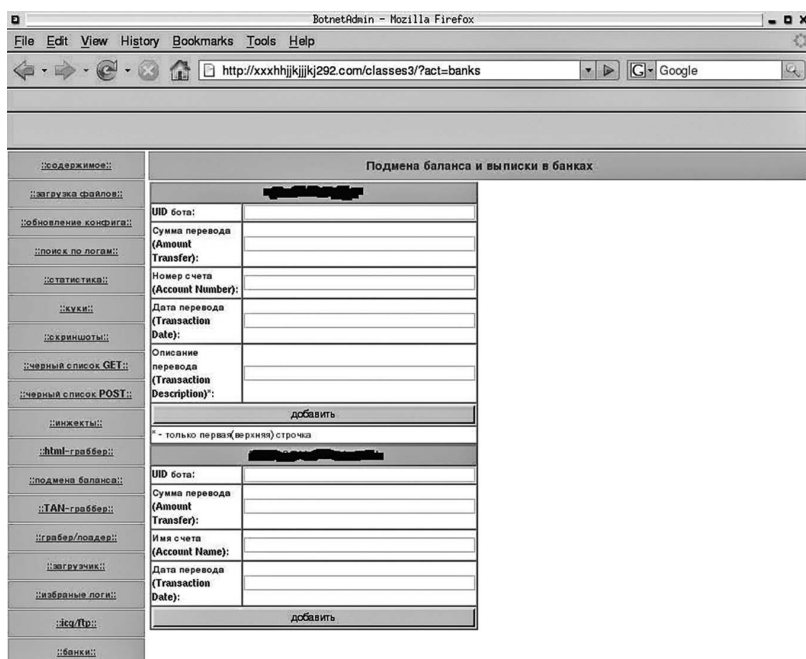 BotnetAdmin - Mozilla Firefox
File Edit View History Bookmarks Tools Help
http://xxxhhjjkjjjkj292.com/classes3/?act=banks
G Google
::содержимое::
::загрузка файлов::
::обновление конфига::
::поиск по логам::
::статистика::
::куки::
::скриншоты::
::черный список GET::
::черный список POST::
::инжекты::
::html-граббер::
::подмена баланса::
::TAN-граббер::
::грабер/лоадер::
::загрузчик::
::избраные логи::
::icq/ftp::
::банки::
Подмена баланса и выписки в банках
UID бота:
Сумма перевода
(Amount
Transfer):
Номер счета
(Account Number):
Дата перевода
(Transaction
Date):
Описание
перевода
(Transaction
Description)*:
добавить
* - только первая(верхняя) строчка
UID бота:
Сумма перевода
(Amount
Transfer):
Имя счета
(Account Name):
Дата перевода
(Transaction
Date):
добавить